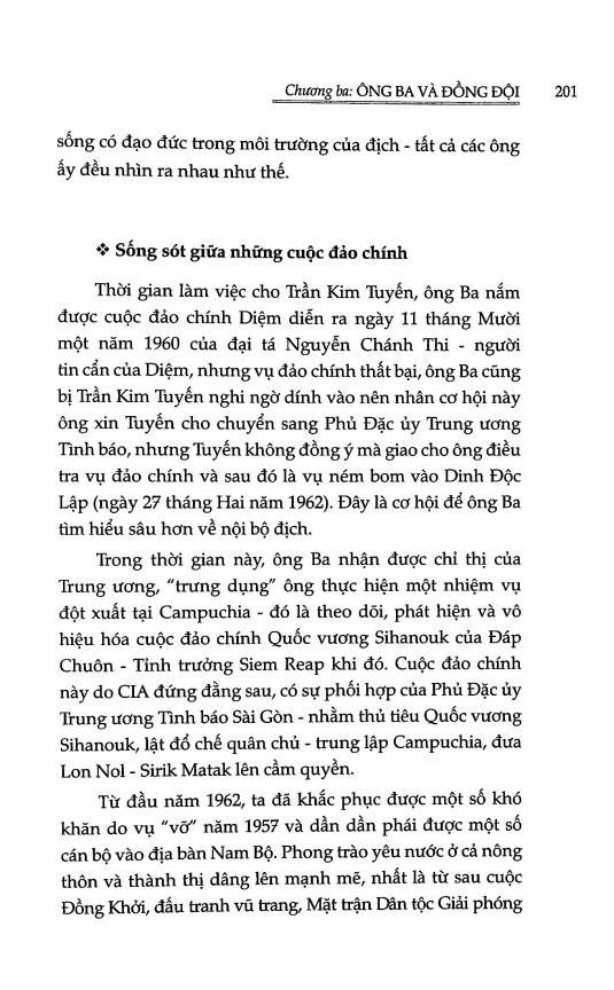 Chương ba: ÔNG BA VÀ ĐỒNG ĐỘI 201
sống có đạo đức trong môi trường của địch - tất cả các ông
ấy đều nhìn ra nhau như thế.
❖ Sống sót giữa những cuộc đảo chính
Thời gian làm việc cho Trần Kim Tuyến, ông Ba nắm
được cuộc đảo chính Diệm diễn ra ngày 11 tháng Mười
một năm 1960 của đại tá Nguyễn Chánh Thi - người
tin cẩn của Diệm, nhưng vụ đảo chính thất bại, ông Ba cũng
bị Trần Kim Tuyến nghi ngờ dính vào nên nhân cơ hội này
ông xin Tuyến cho chuyển sang Phủ Đặc ủy Trung ương
Tình báo, nhưng Tuyến không đồng ý mà giao cho ông điều
tra vụ đảo chính và sau đó là vụ ném bom vào Dinh Độc
Lập (ngày 27 tháng Hai năm 1962). Đây là cơ hội để ông Ba
tìm hiểu sâu hơn về nội bộ địch.
Trong thời gian này, ông Ba nhận được chỉ thị của
Trung ương, "trưng dụng" ông thực hiện một nhiệm vụ
đột xuất tại Campuchia - đó là theo dõi, phát hiện và vô
hiệu hóa cuộc đảo chính Quốc vương Sihanouk của Đáp
Chuôn - Tỉnh trưởng Siem Reap khi đó. Cuộc đảo chính
này do CIA đứng đằng sau, có sự phối hợp của Phủ Đặc ủy
Trung ương Tình báo Sài Gòn - nhằm thủ tiêu Quốc vương
Sihanouk, lật đổ chế quân chủ - trung lập Campuchia, đưa
Lon Nol - Sirik Matak lên cầm quyền.
Từ đầu năm 1962, ta đã khắc phục được một số khó
khăn do vụ "vỡ" năm 1957 và dần dần phái được một số
cán bộ vào địa bàn Nam Bộ. Phong trào yêu nước ở cả nông
thôn và thành thị dâng lên mạnh mẽ, nhất là từ sau cuộc
Đồng Khởi, đấu tranh vũ trang, Mặt trận Dân tộc Giải phóng